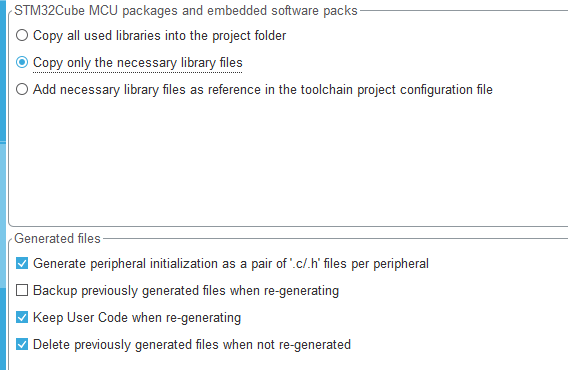 STM32Cube MCU packages and embedded software packs
Copy all used libraries into the project folder
Copy only the necessary library files
Add necessary library files as reference in the toolchain project configuration file
Generated files
Generate peripheral initialization as a pair of '.c/.h' files per peripheral
Backup previously generated files when re-generating
Keep User Code when re-generating
Delete previously generated files when not re-generated